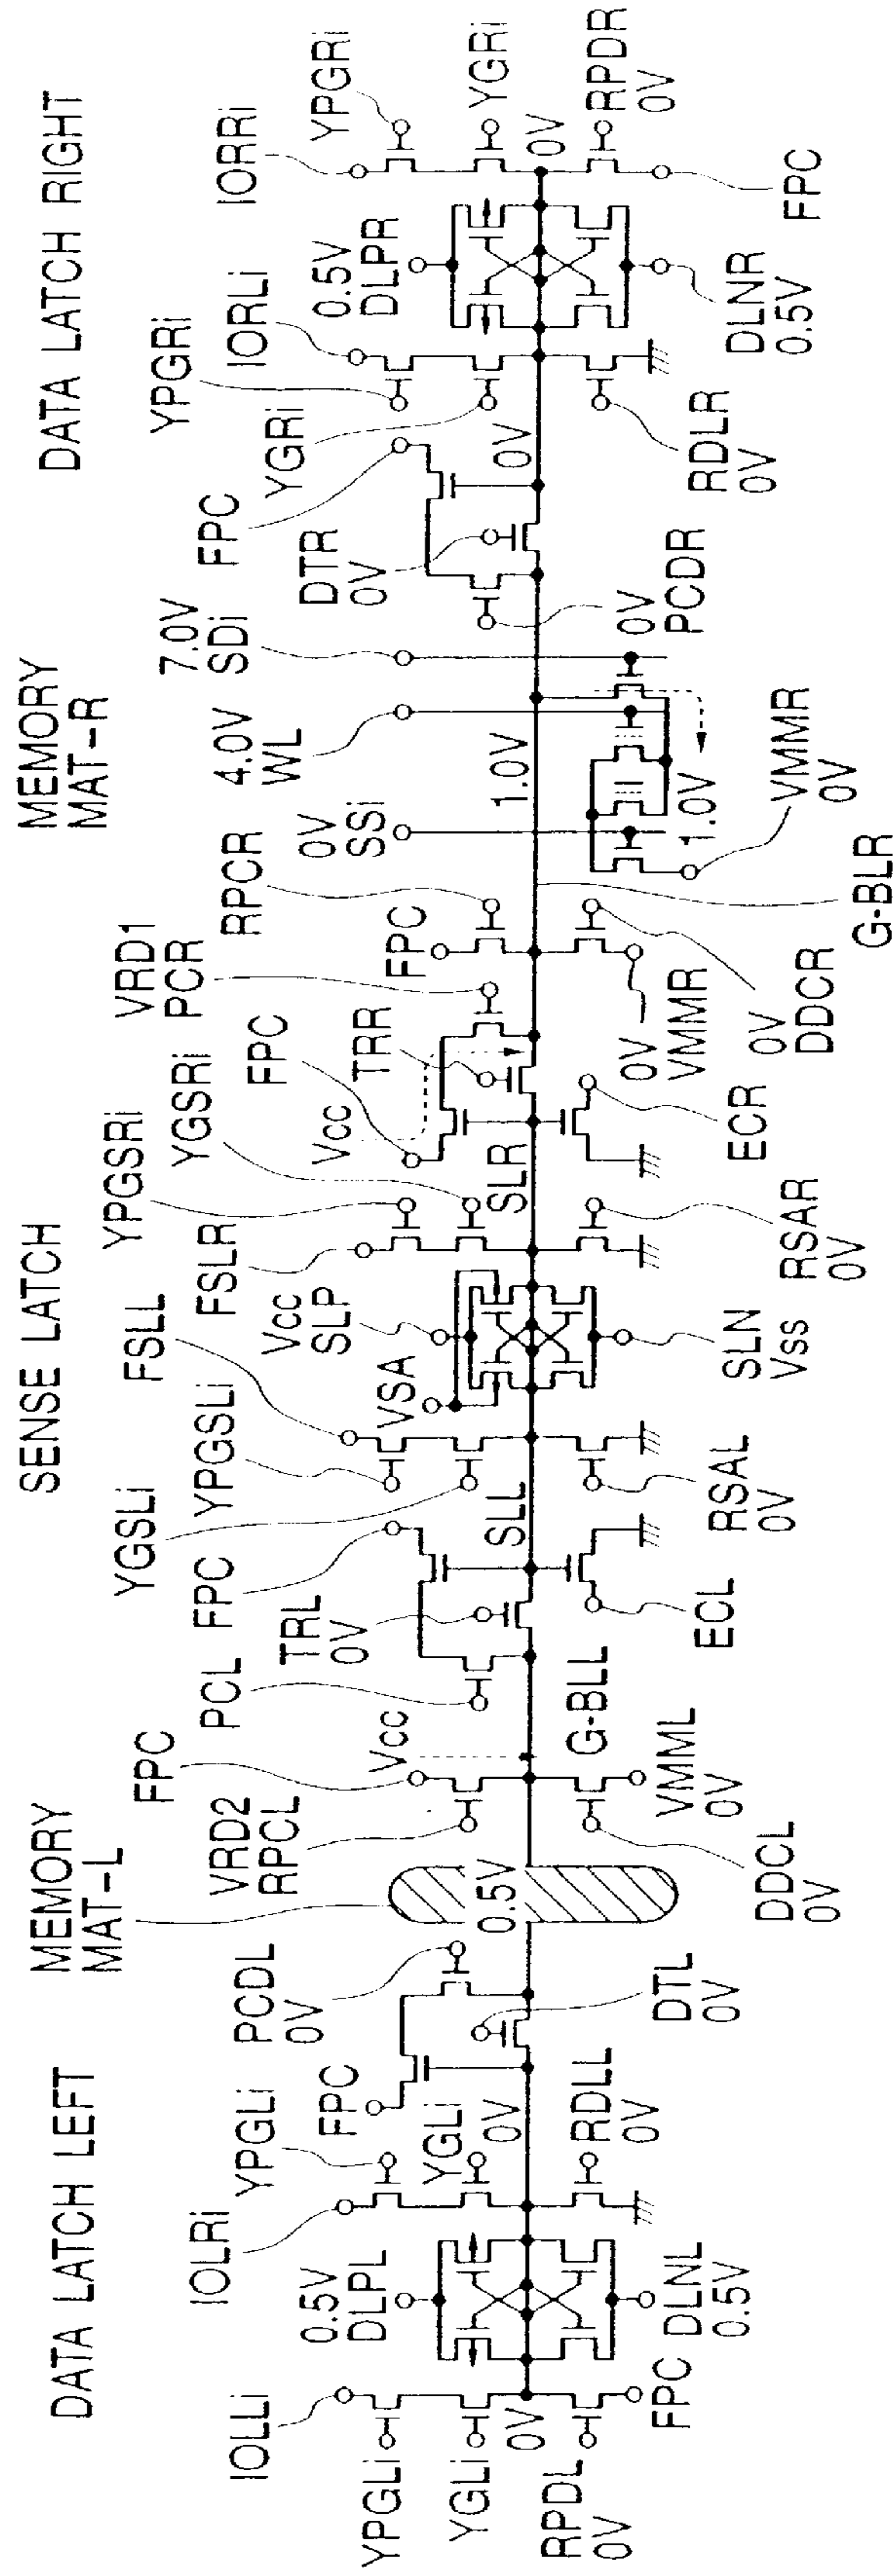 DATA LATCH LEFT
MEMORY
MAT-L
SENSE LATCH
MEMORY
MAT-R
DATA LATCH RIGHT
IOLLi
YPGLi
YGLi
0V
RPDL
0V
FPC
0.5V
DLPL
DLNL
0.5V
IOLRi
YPGLi
YGLi
0V
RDLL
0V
FPC
PCDL
0V
DTL
0V
0.5V
VRD2
RPCL
FPC
Vcc
G-BLL
DDCL
0V
VMML
0V
PCL
TRL
0V
FPC
SLL
ECL
YGSLi
YPGSLi
FSLL
RSAL
0V
VSA
Vcc
SLP
SLN
Vss
FSLR
YPGSRi
YGSRi
RSAR
0V
SLR
FPC
Vcc
TRR
ECR
VRD1
PCR
FPC
RPCR
0V
VMMR
0V
DDCR
G-BLR
1.0V
0V
SSi
4.0V
WL
7.0V
SDi
1.0V
VMMR
0V
0V
PCDR
DTR
0V
FPC
0V
YGRi
YPGRi
IORLi
RDLR
0V
0.5V
DLPR
DLNR
0.5V
IORRi
YPGRi
YGRi
0V
RPDR
0V
FPC